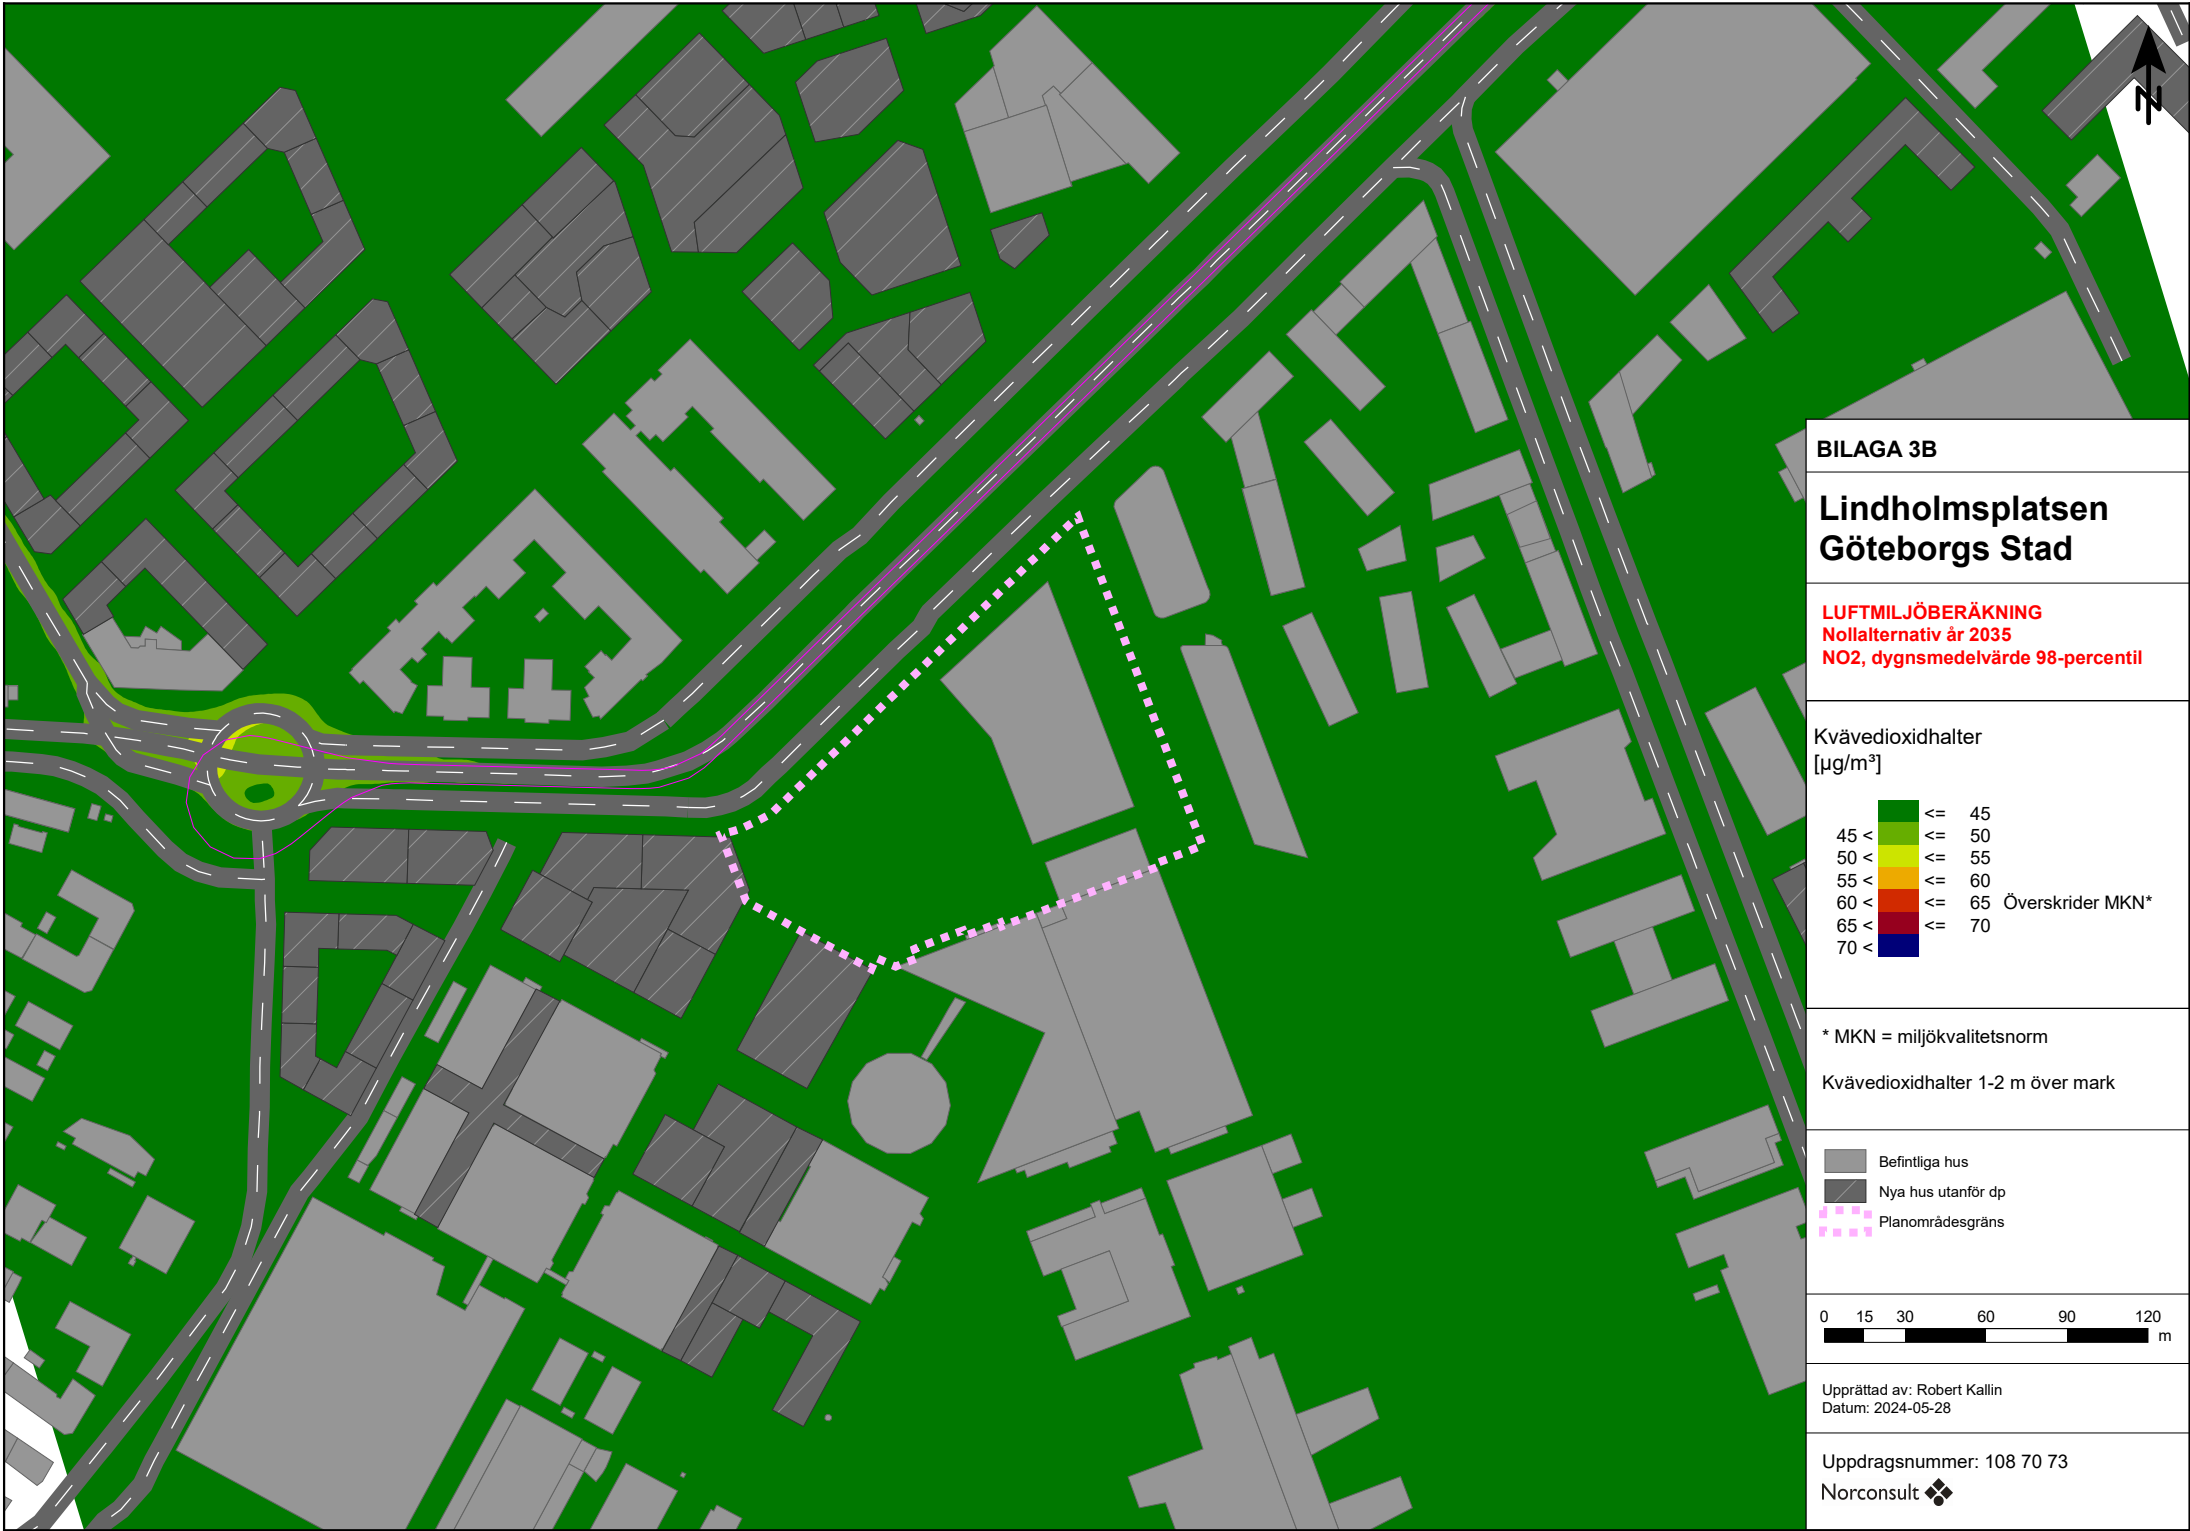 N
BILAGA 3B
Lindholmsplatsen
Göteborgs Stad
LUFTMILJÖBERÄKNING
Nollalternativ år 2035
NO2, dygnsmedelvärde 98-percentil
Kvävedioxidhalter
[µg/m³]
<= 45
45 < <= 50
50 < <= 55
55 < <= 60
60 < <= 65 Överskrider MKN*
65 < <= 70
70 <
* MKN = miljökvalitetsnorm
Kvävedioxidhalter 1-2 m över mark
Befintliga hus
Nya hus utanför dp
Planområdesgräns
0 15 30 60 90 120
m
Upprättad av: Robert Kallin
Datum: 2024-05-28
Uppdragsnummer: 108 70 73
Norconsult